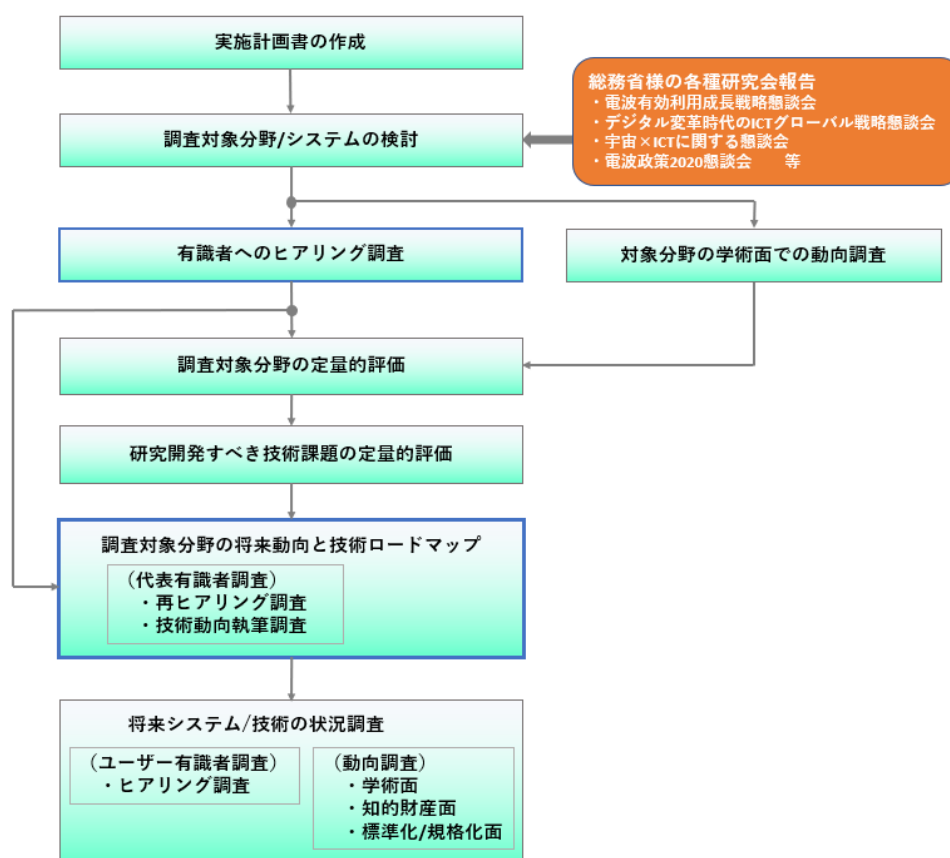 実施計画書の作成
総務省様の各種研究会報告
・電波有効利用成長戦略懇談会
・デジタル変革時代のICTグローバル戦略懇談会
・宇宙×ICTに関する懇談会
・電波政策2020懇談会　　等
調査対象分野/システムの検討
有識者へのヒアリング調査
対象分野の学術面での動向調査
調査対象分野の定量的評価
研究開発すべき技術課題の定量的評価
調査対象分野の将来動向と技術ロードマップ
（代表有識者調査）
・再ヒアリング調査
・技術動向執筆調査
将来システム/技術の状況調査
（ユーザー有識者調査）
・ヒアリング調査
（動向調査）
・学術面
・知的財産面
・標準化/規格化面